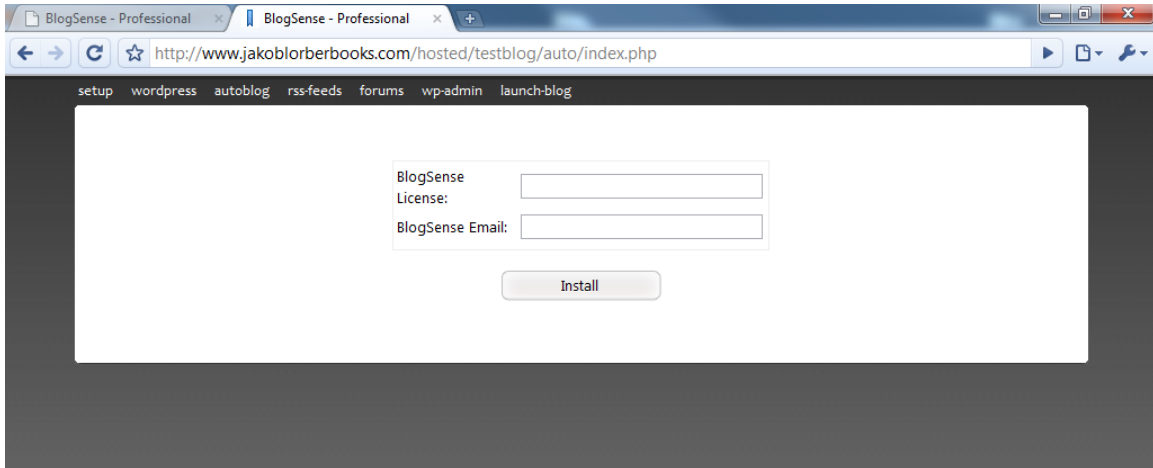 BlogSense - Professional
BlogSense - Professional
http://www.jakoblorberbooks.com/hosted/testblog/auto/index.php
setup wordpress autoblog rss-feeds forums wp-admin launch-blog
BlogSense
License:
BlogSense Email:
Install